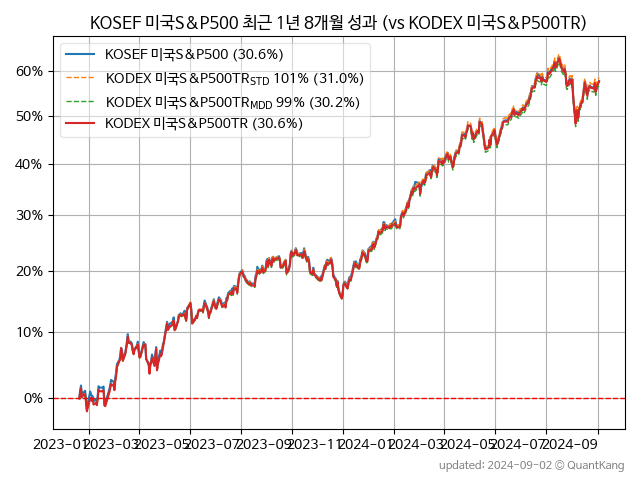 KOSEF 미국S&P500 최근 1년 8개월 성과 (vs KODEX 미국S&P500TR)
KOSEF 미국S&P500 (30.6%)
KODEX 미국S&P500TR STD 101% (31.0%)
KODEX 미국S&P500TR MDD 99% (30.2%)
KODEX 미국S&P500TR (30.6%)
60%
50%
40%
30%
20%
10%
0%
2023-01 2023-03 2023-05 2023-07 2023-09 2023-11 2024-01 2024-03 2024-05 2024-07 2024-09
updated: 2024-09-02 © QuantKang